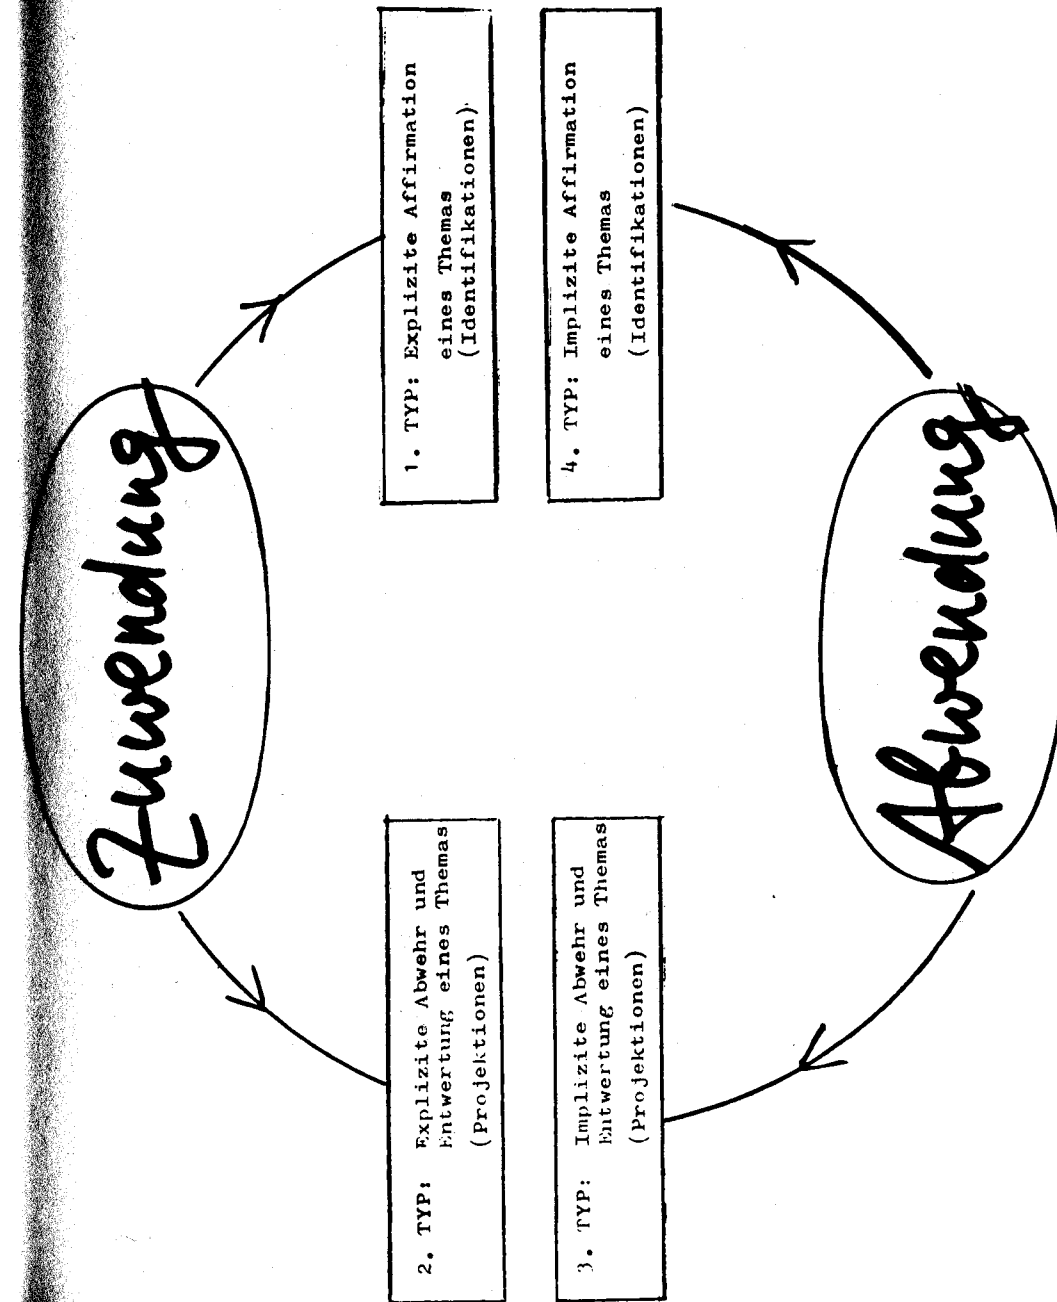 Zuwendung
2. TYP: Explizite Abwehr und
Entwertung eines Themas
(Projektionen)
1. TYP: Explizite Affirmation
eines Themas
(Identifikationen)
3. TYP: Implizite Abwehr und
Entwertung eines Themas
(Projektionen)
4. TYP: Implizite Affirmation
eines Themas
(Identifikationen)
Abwendung